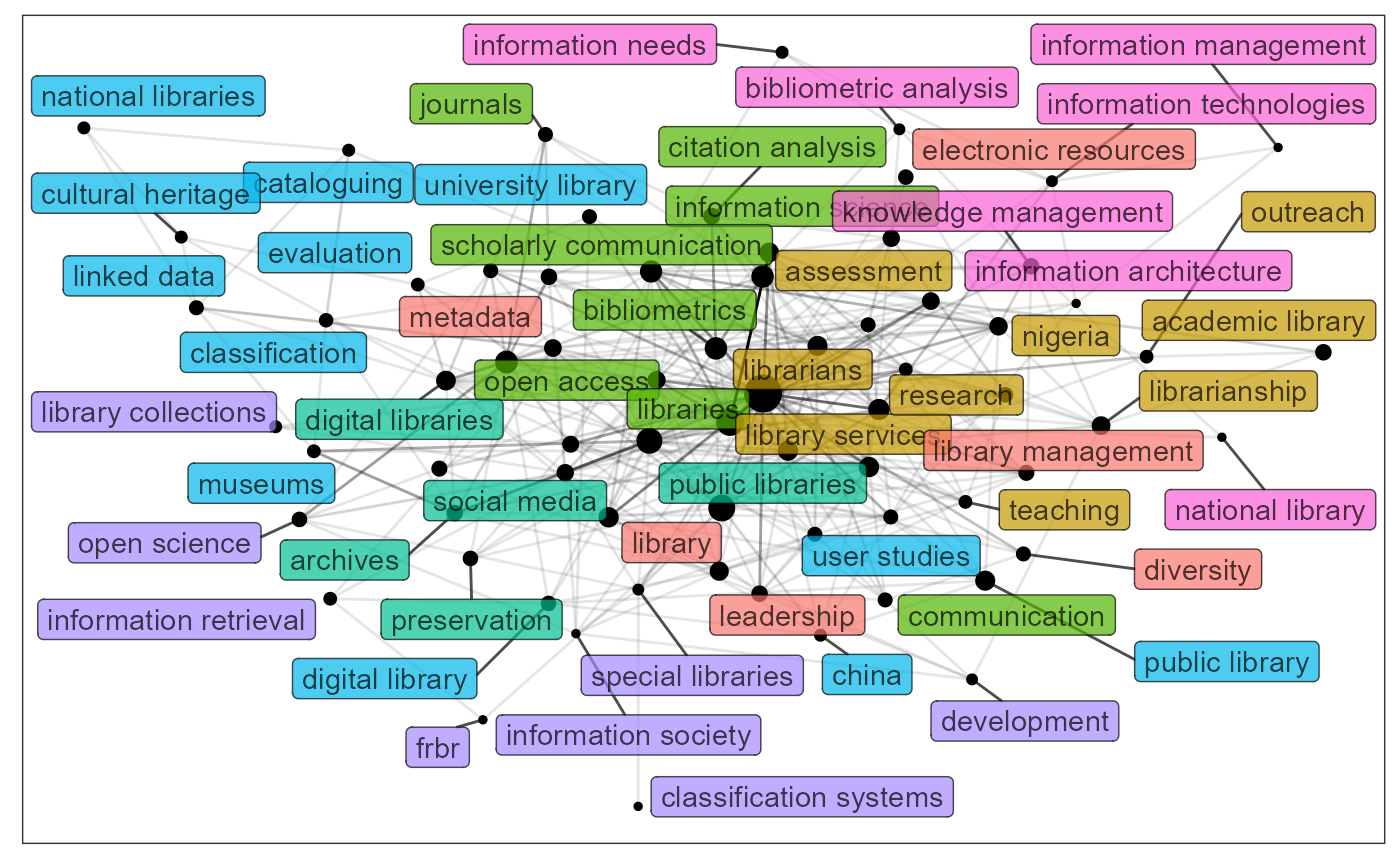 information needs
information management
national libraries
journals
bibliometric analysis
information technologies
citation analysis
electronic resources
cultural heritage
cataloguing
university library
information science
knowledge management
outreach
evaluation
scholarly communication
linked data
assessment
information architecture
metadata
bibliometrics
nigeria
academic library
classification
open access
librarians
research
librarianship
library collections
digital libraries
libraries
library services
library management
museums
social media
public libraries
teaching
national library
open science
archives
library
user studies
diversity
information retrieval
preservation
leadership
communication
digital library
special libraries
china
public library
frbr
information society
development
classification systems